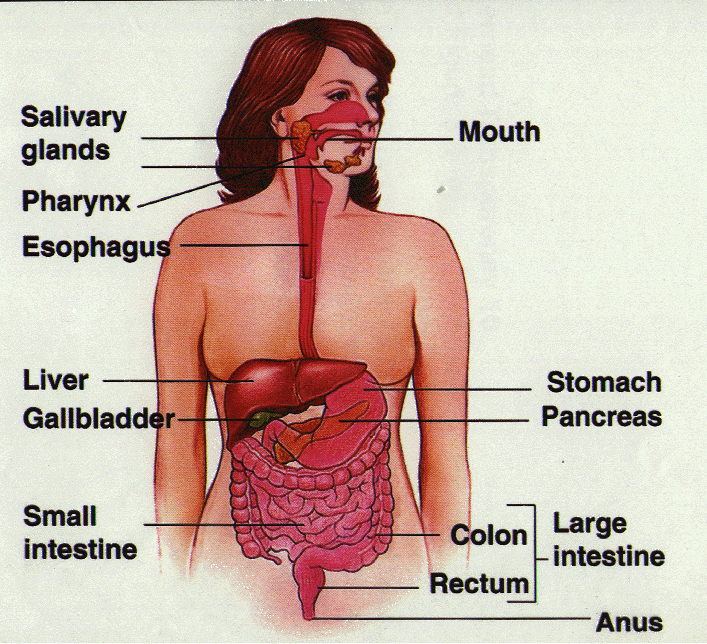 Salivary
glands
Mouth
Pharynx
Esophagus
Liver
Gallbladder
Stomach
Pancreas
Small
intestine
Colon
Rectum
Large
intestine
Anus